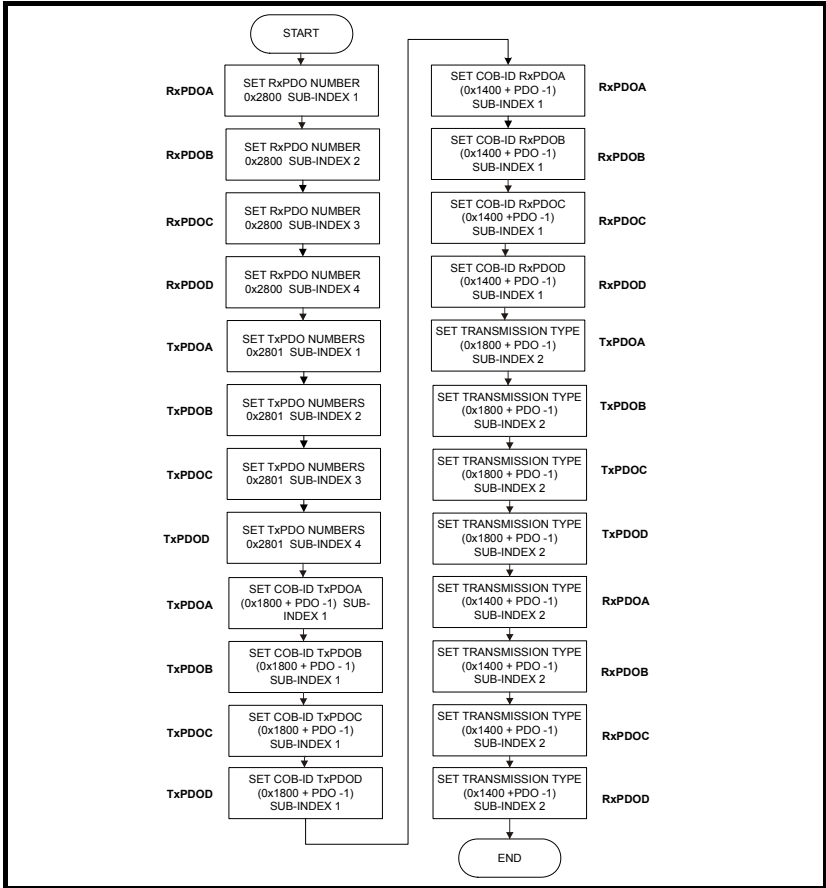 START
RxPDOA
SET RxPDO NUMBER
0x2800 SUB-INDEX 1
RxPDOB
SET RxPDO NUMBER
0x2800 SUB-INDEX 2
RxPDOC
SET RxPDO NUMBER
0x2800 SUB-INDEX 3
RxPDOD
SET RxPDO NUMBER
0x2800 SUB-INDEX 4
TxPDOA
SET TxPDO NUMBERS
0x2801 SUB-INDEX 1
TxPDOB
SET TxPDO NUMBERS
0x2801 SUB-INDEX 2
TxPDOC
SET TxPDO NUMBERS
0x2801 SUB-INDEX 3
TxPDOD
SET TxPDO NUMBERS
0x2801 SUB-INDEX 4
TxPDOA
SET COB-ID TxPDOA
(0x1800 + PDO -1) SUB-
INDEX 1
TxPDOB
SET COB-ID TxPDOB
(0x1800 + PDO - 1)
SUB-INDEX 1
TxPDOC
SET COB-ID TxPDOC
(0x1800 + PDO -1)
SUB-INDEX 1
TxPDOD
SET COB-ID TxPDOD
(0x1800 + PDO -1)
SUB-INDEX 1
SET COB-ID RxPDOA
(0x1400 + PDO -1)
SUB-INDEX 1
RxPDOA
SET COB-ID RxPDOB
(0x1400 + PDO -1)
SUB-INDEX 1
RxPDOB
SET COB-ID RxPDOC
(0x1400 +PDO -1)
SUB-INDEX 1
RxPDOC
SET COB-ID RxPDOD
(0x1400 + PDO -1)
SUB-INDEX 1
RxPDOD
SET TRANSMISSION TYPE
(0x1800 + PDO -1)
SUB-INDEX 2
TxPDOA
SET TRANSMISSION TYPE
(0x1800 + PDO -1)
SUB-INDEX 2
TxPDOB
SET TRANSMISSION TYPE
(0x1800 + PDO -1)
SUB-INDEX 2
TxPDOC
SET TRANSMISSION TYPE
(0x1800 + PDO -1)
SUB-INDEX 2
TxPDOD
SET TRANSMISSION TYPE
(0x1400 + PDO -1)
SUB-INDEX 2
RxPDOA
SET TRANSMISSION TYPE
(0x1400 + PDO -1)
SUB-INDEX 2
RxPDOB
SET TRANSMISSION TYPE
(0x1400 + PDO -1)
SUB-INDEX 2
RxPDOC
SET TRANSMISSION TYPE
(0x1400 +PDO -1)
SUB-INDEX 2
RxPDOD
END